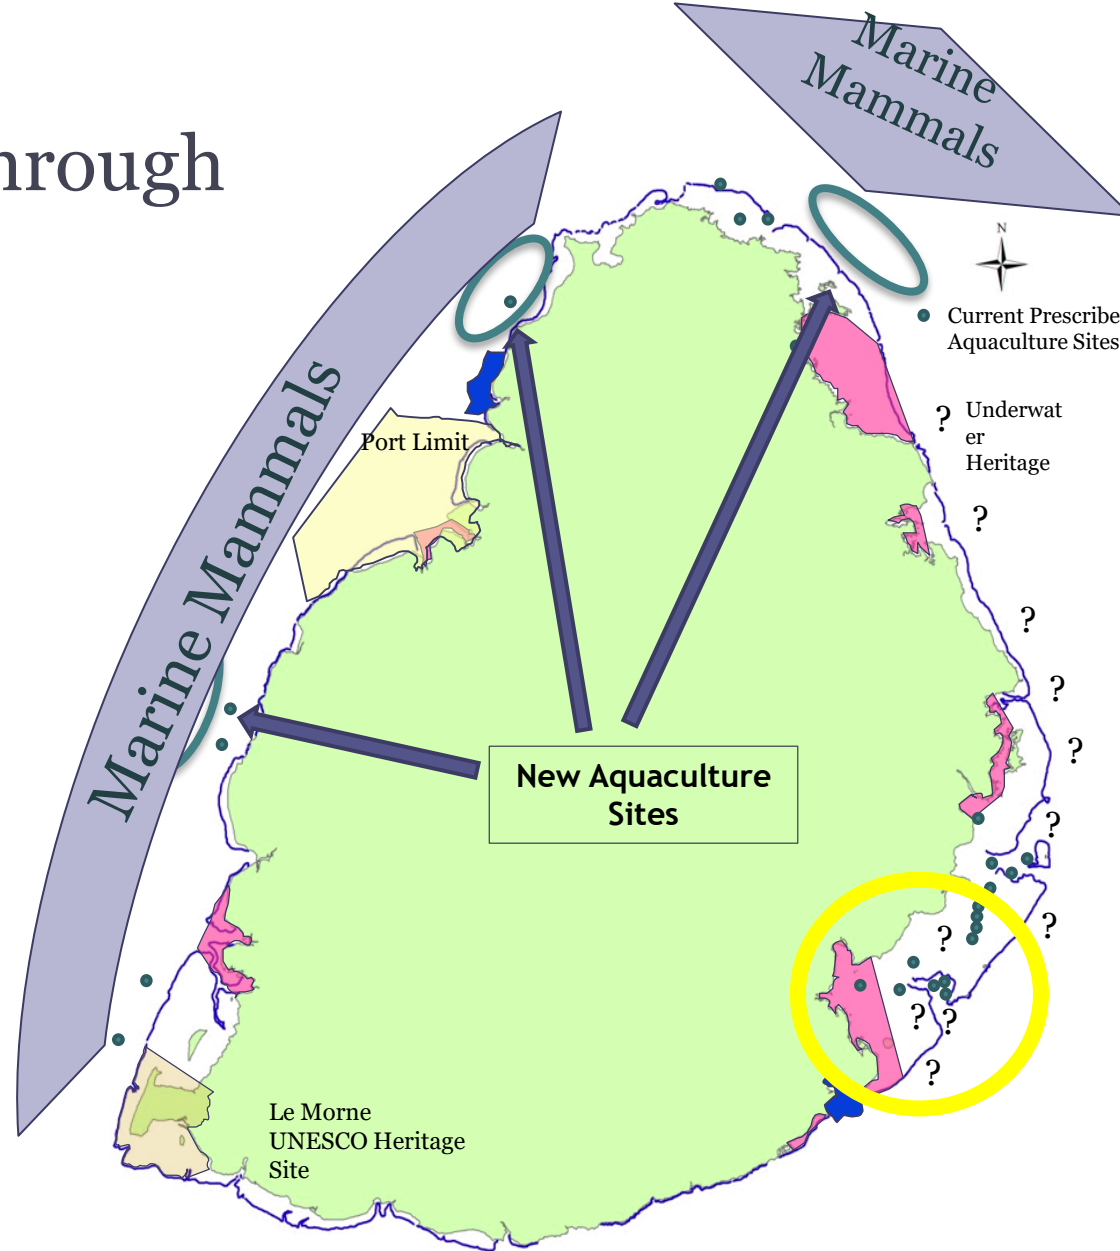 hrough
Marine
Mammals
N
Current Prescribe
Aquaculture Sites
? Underwat
er
Heritage
Port Limit
Marine Mammals
?
?
?
?
New Aquaculture
Sites
?
?
?
? ?
?
Le Morne
UNESCO Heritage
Site